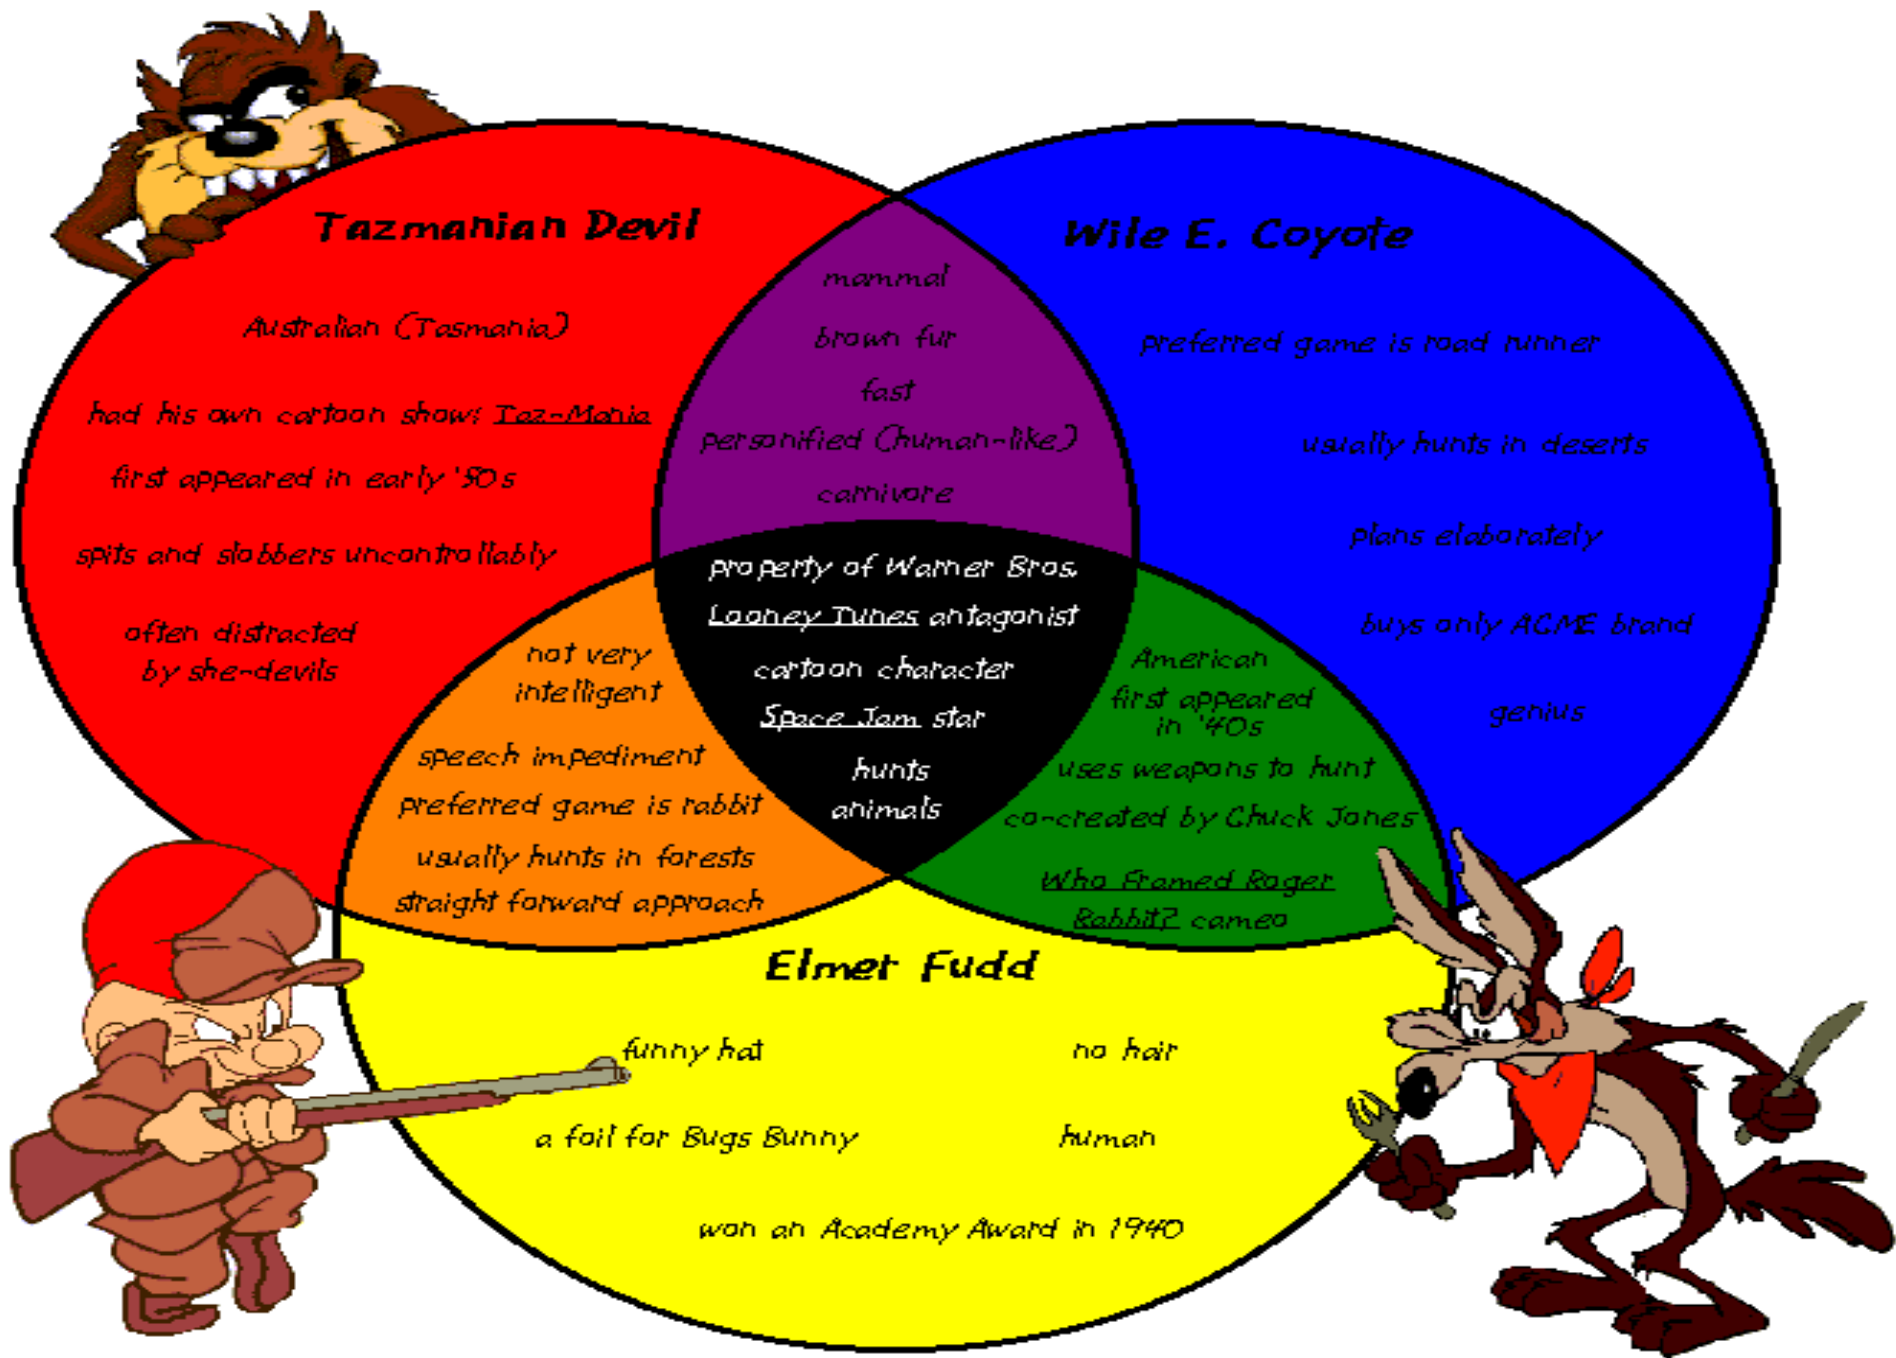 Tazmanian Devil
Australian (Tasmania)
had his own cartoon show: Taz-Mania
first appeared in early '50s
spits and slobbers uncontrollably
often distracted
by she-devils
mammal
brown fur
fast
personified (human-like)
carnivore
Wile E. Coyote
preferred game is road runner
usually hunts in deserts
plans elaborately
buys only ACME brand
genius
property of Warner Bros.
Looney Tunes antagonist
cartoon character
Space Jam star
hunts
animals
not very
intelligent
speech impediment
preferred game is rabbit
usually hunts in forests
straight forward approach
American
first appeared
in '40s
uses weapons to hunt
co-created by Chuck Jones
Who Framed Roger
Rabbit? cameo
Elmer Fudd
funny hat
no hair
a foil for Bugs Bunny
human
won an Academy Award in 1940